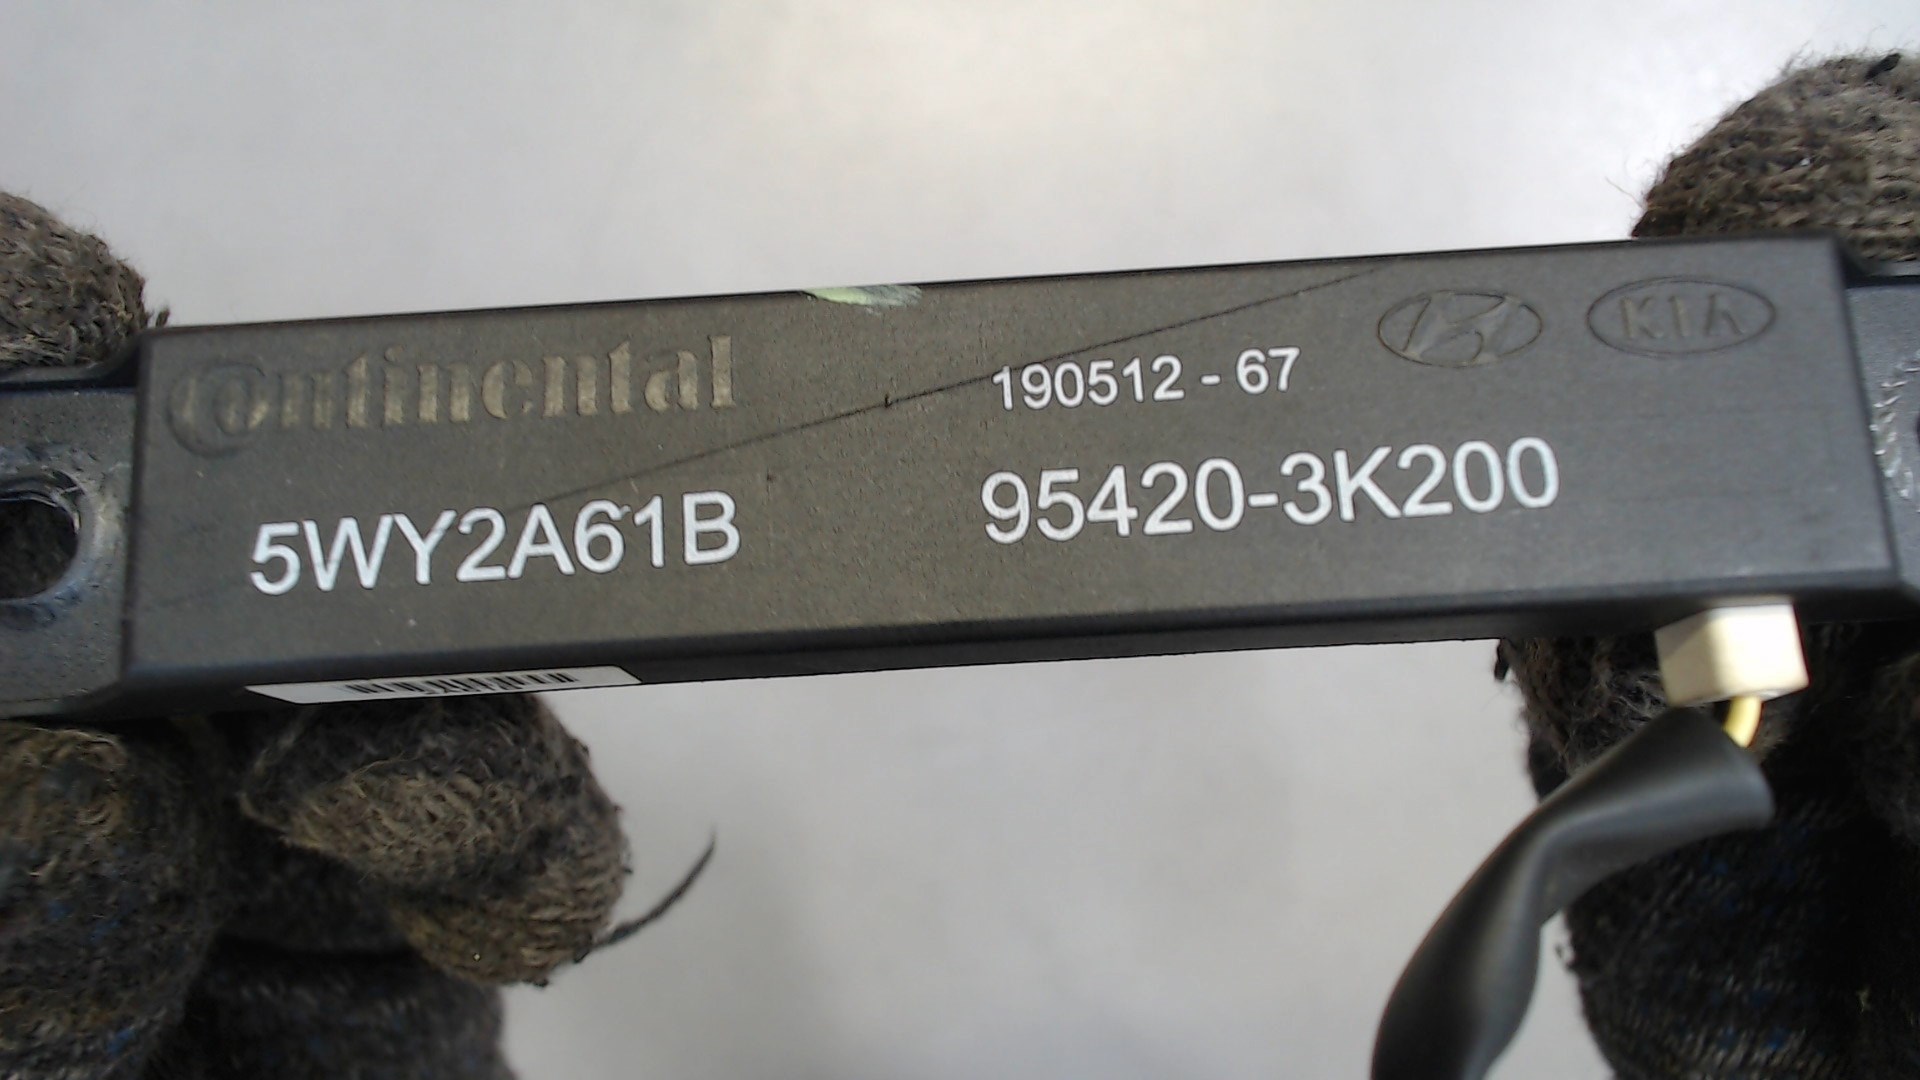 Continental
190512 - 67
KIA
5WY2A61B
95420-3K200